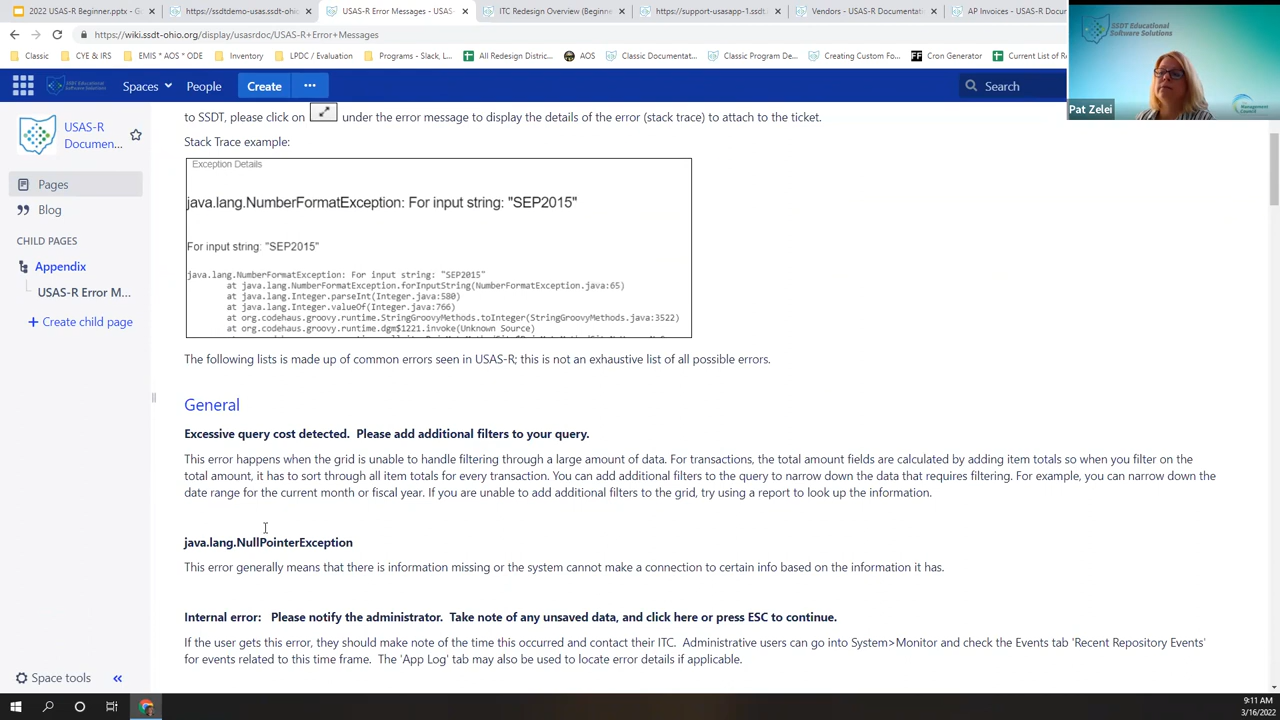 2022 USAS-R Beginner.pptx - G
https://ssdtdemo-usas.ssdt-ohio
USAS-R Error Messages - USAS-
ITC Redesign Overview (Beginne
https://support-usasapp-1.ssdt
Vendors - USAS-R Documentati
AP Invoices - USAS-R Docum
https://wiki.ssdt-ohio.org/display/usasrdoc/USAS-R+Error+Messages
Classic
CYE & IRS
EMIS * AOS * ODE
Inventory
LPDC / Evaluation
Programs - Slack, L...
All Redesign Distric...
AOS
Classic Documenta...
Classic Program De...
Creating Custom Fo...
Cron Generator
Current List of R
SSDT Educational
Software Solutions
Spaces
People
Create
Search
SSDT Educational
Software Solutions
Management
Council
Pat Zelei
USAS-R
Documen...
Pages
Blog
CHILD PAGES
Appendix
USAS-R Error M...
+ Create child page
Space tools
to SSDT, please click on under the error message to display the details of the error (stack trace) to attach to the ticket.
Stack Trace example:
Exception Details
java.lang.NumberFormatException: For input string: "SEP2015"
For input string: "SEP2015"
java.lang.NumberFormatException: For input string: "SEP2015"
at java.lang.NumberFormatException.forInputString(NumberFormatException.java:65)
at java.lang.Integer.parseInt(Integer.java:580)
at java.lang.Integer.valueOf(Integer.java:766)
at org.codehaus.groovy.runtime.StringGroovyMethods.toInteger(StringGroovyMethods.java:3522)
at org.codehaus.groovy.runtime.dgm$1221.invoke(Unknown Source)
The following lists is made up of common errors seen in USAS-R; this is not an exhaustive list of all possible errors.
General
Excessive query cost detected. Please add additional filters to your query.
This error happens when the grid is unable to handle filtering through a large amount of data. For transactions, the total amount fields are calculated by adding item totals so when you filter on the
total amount, it has to sort through all item totals for every transaction. You can add additional filters to the query to narrow down the data that requires filtering. For example, you can narrow down the
date range for the current month or fiscal year. If you are unable to add additional filters to the grid, try using a report to look up the information.
java.lang.NullPointerException
This error generally means that there is information missing or the system cannot make a connection to certain info based on the information it has.
Internal error: Please notify the administrator. Take note of any unsaved data, and click here or press ESC to continue.
If the user gets this error, they should make note of the time this occurred and contact their ITC. Administrative users can go into System>Monitor and check the Events tab 'Recent Repository Events'
for events related to this time frame. The 'App Log' tab may also be used to locate error details if applicable.
9:11 AM
3/16/2022